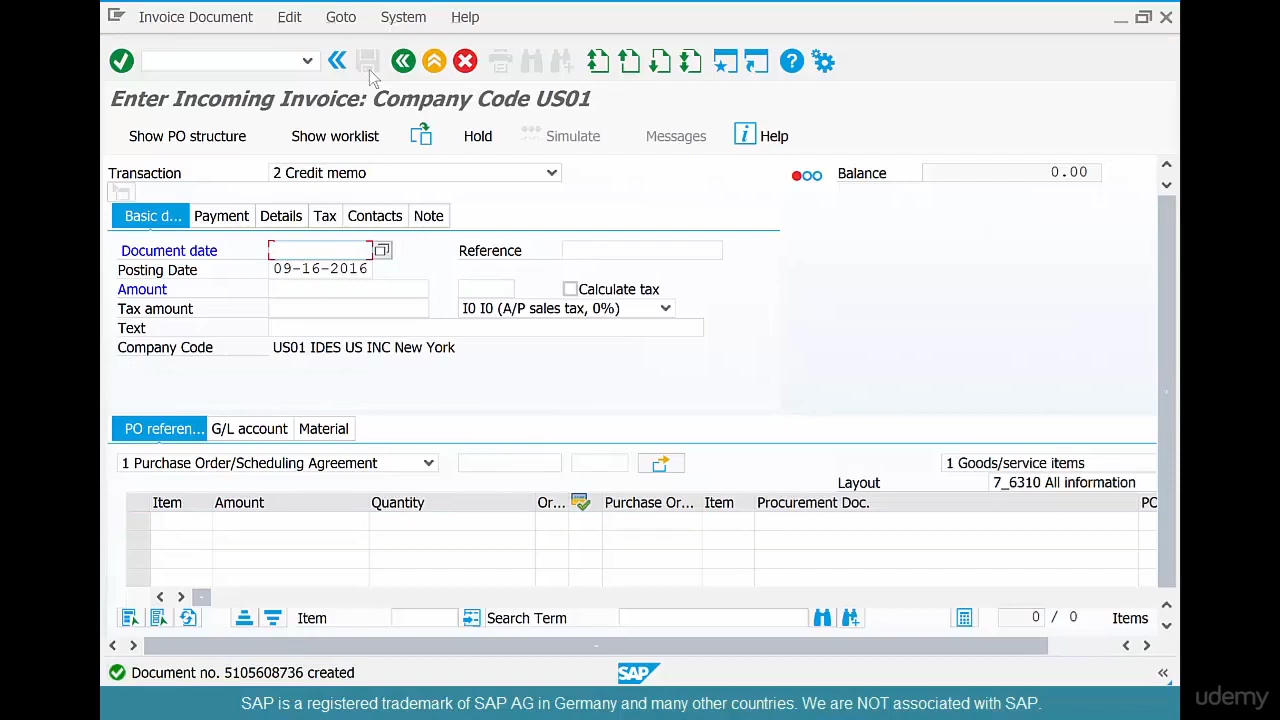 Invoice Document Edit Goto System Help
Enter Incoming Invoice: Company Code US01
Show PO structure Show worklist Hold Simulate Messages i Help
Transaction 2 Credit memo Balance 0.00
Basic d... Payment Details Tax Contacts Note
Document date Reference
Posting Date 09-16-2016
Amount Calculate tax
Tax amount I0 I0 (A/P sales tax, 0%)
Text
Company Code US01 IDES US INC New York
PO referen... G/L account Material
1 Purchase Order/Scheduling Agreement 1 Goods/service items
Layout 7_6310 All information
Item Amount Quantity Or... Purchase Or... Item Procurement Doc. PO
Item Search Term 0 / 0 Items
Document no. 5105608736 created SAP
SAP is a registered trademark of SAP AG in Germany and many other countries. We are NOT associated with SAP.
udemy